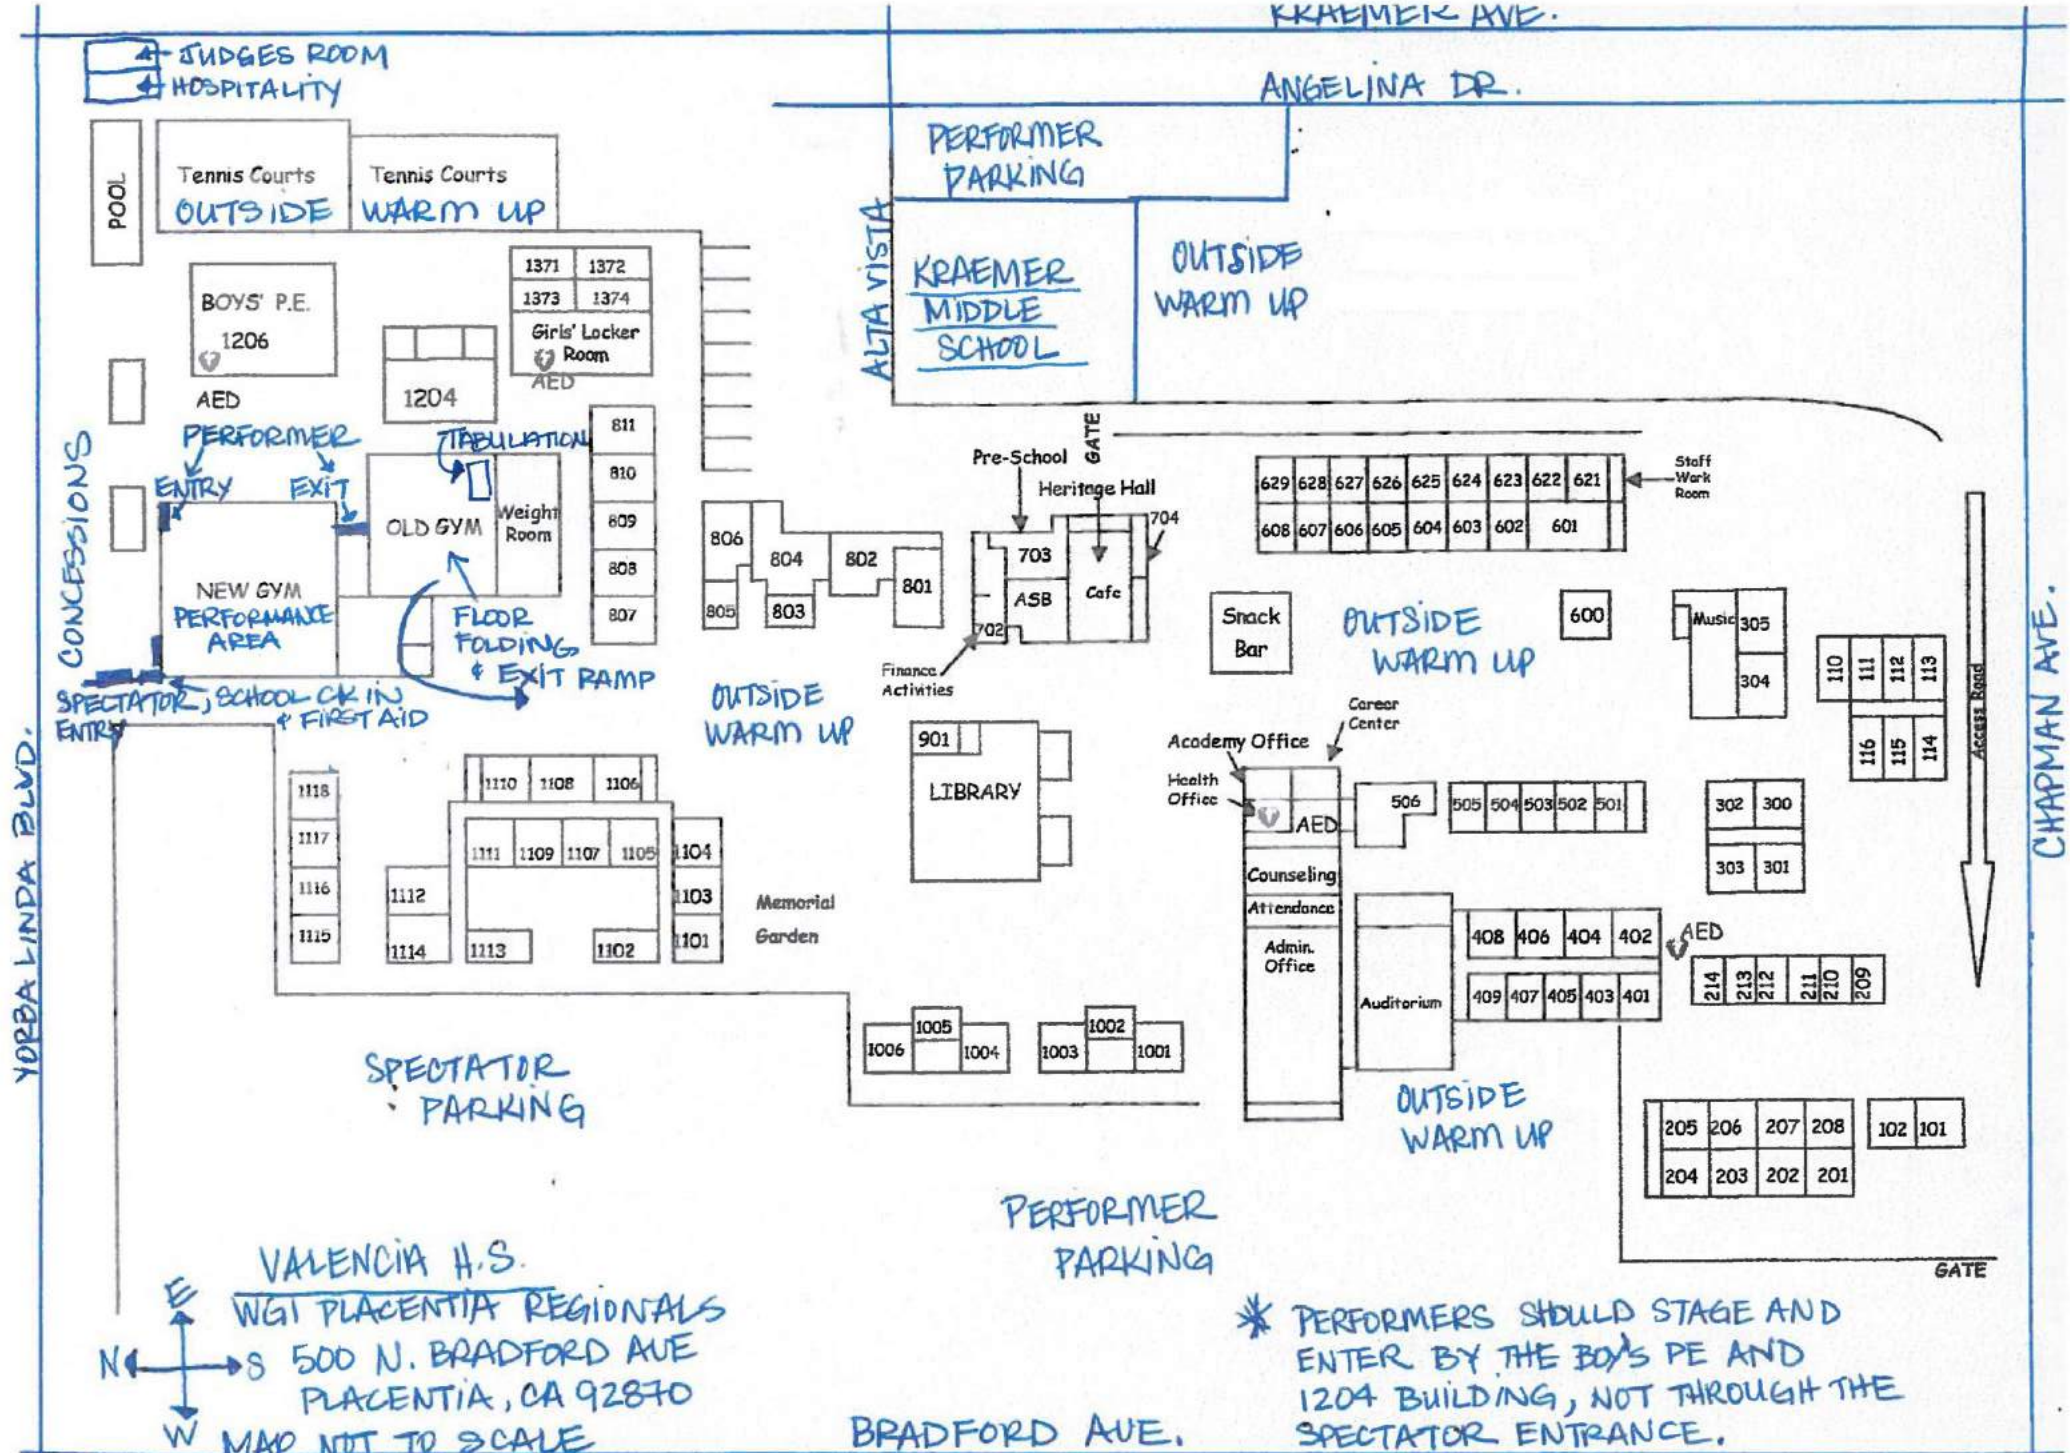 KRAEMER AVE.
JUDGES ROOM
HOSPITALITY
ANGELINA DR.
POOL
Tennis Courts
OUTSIDE
Tennis Courts
WARM UP
PERFORMER
PARKING
ALTA VISTA
KRAEMER
MIDDLE
SCHOOL
OUTSIDE
WARM UP
BOYS' P.E.
1206
AED
1371 1372
1373 1374
Girls' Locker
Room
AED
1204
PERFORMER
ENTRY EXIT
TABULATION
CONCESSIONS
OLD GYM
Weight
Room
811
810
809
808
807
NEW GYM
PERFORMANCE
AREA
FLOOR
FOLDING
& EXIT RAMP
SPECTATOR
ENTRY
, SCHOOL CK IN
& FIRST AID
806
804
802
801
805
803
Pre-School
GATE
Heritage Hall
704
703
ASB
Cafe
702
Finance
Activities
629 628 627 626 625 624 623 622 621
608 607 606 605 604 603 602 601
Staff
Work
Room
Snack
Bar
OUTSIDE
WARM UP
600
Music
305
304
110 111 112 113
116 115 114
Access Road
CHAPMAN AVE.
OUTSIDE
WARM UP
901
LIBRARY
Career
Center
Academy Office
Health
Office
AED
506
505 504 503 502 501
302 300
303 301
Counseling
Attendance
Admin.
Office
Auditorium
408 406 404 402
409 407 405 403 401
AED
214 213 212 211 210 209
YORBA LINDA BLVD.
1118
1117
1116
1115
1110 1108 1106
1111 1109 1107 1105
1104
1103
1101
1112
1114
1113
1102
Memorial
Garden
1006
1005
1004
1003
1002
1001
SPECTATOR
PARKING
OUTSIDE
WARM UP
205 206 207 208
204 203 202 201
102 101
PERFORMER
PARKING
GATE
E
N S
W
VALENCIA H.S.
WGI PLACENTIA REGIONALS
500 N. BRADFORD AVE
PLACENTIA, CA 92870
MAP NOT TO SCALE
BRADFORD AVE.
* PERFORMERS SHOULD STAGE AND
ENTER BY THE BOY'S PE AND
1204 BUILDING, NOT THROUGH THE
SPECTATOR ENTRANCE.